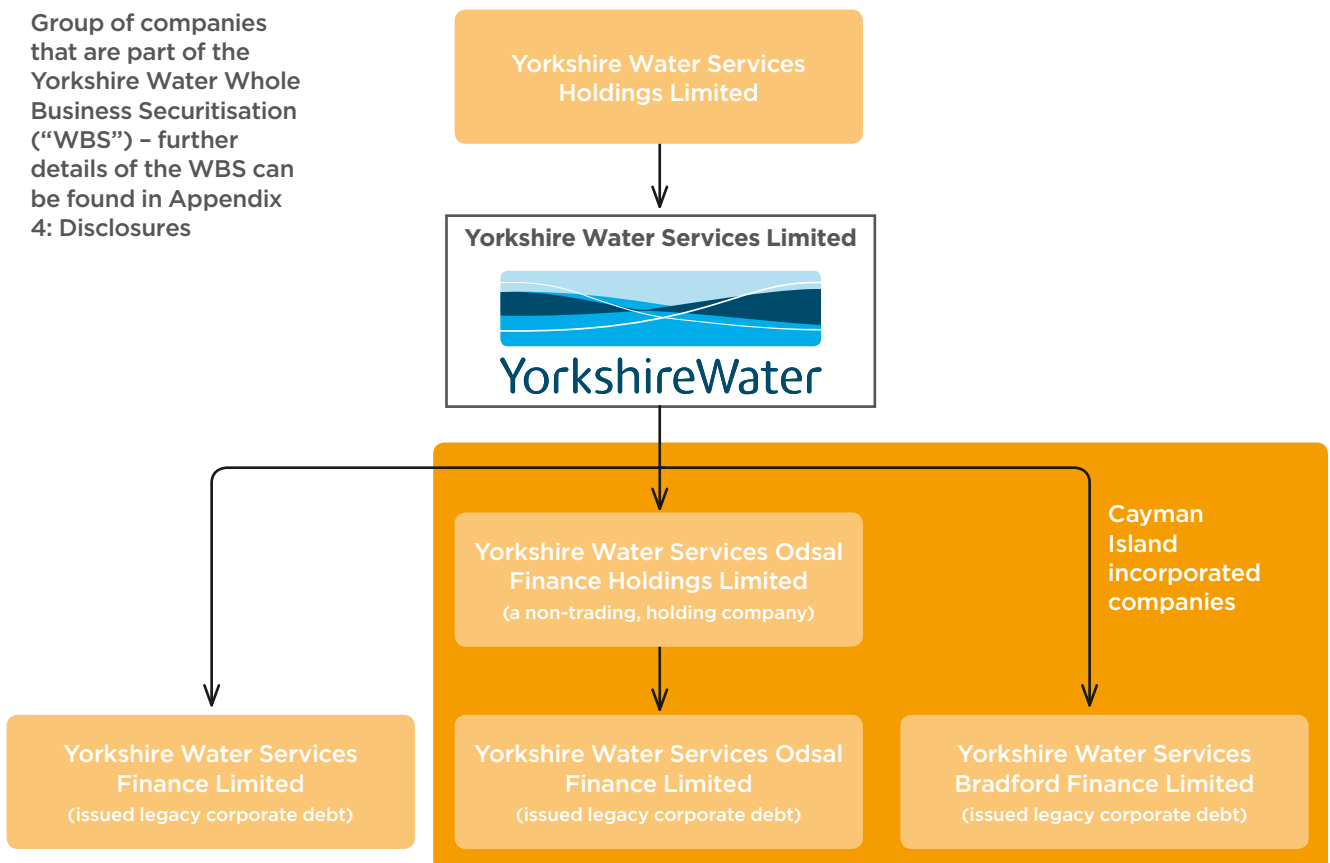 Group of companies
that are part of the
Yorkshire Water Whole
Business Securitisation
(“WBS”) – further
details of the WBS can
be found in Appendix
4: Disclosures
Yorkshire Water Services
Holdings Limited
Yorkshire Water Services Limited
YorkshireWater
Cayman
Island
incorporated
companies
Yorkshire Water Services Odsal
Finance Holdings Limited
(a non-trading, holding company)
Yorkshire Water Services
Finance Limited
(issued legacy corporate debt)
Yorkshire Water Services Odsal
Finance Limited
(issued legacy corporate debt)
Yorkshire Water Services
Bradford Finance Limited
(issued legacy corporate debt)